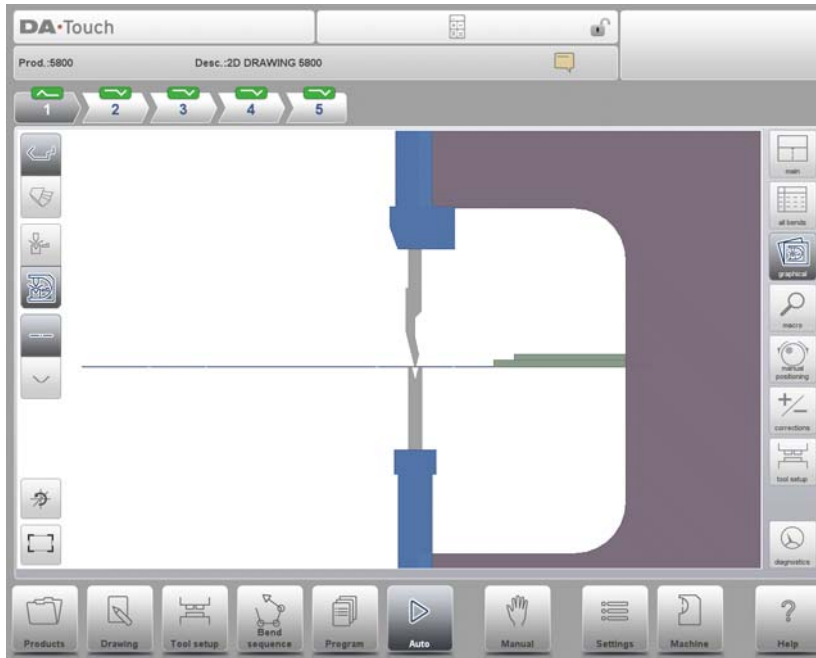 DA•Touch
Prod.:5800
Desc.:2D DRAWING 5800
1
2
3
4
5
main
all bends
graphical
macro
manual
positioning
corrections
tool setup
diagnostics
Products
Drawing
Tool setup
Bend
sequence
Program
Auto
Manual
Settings
Machine
Help